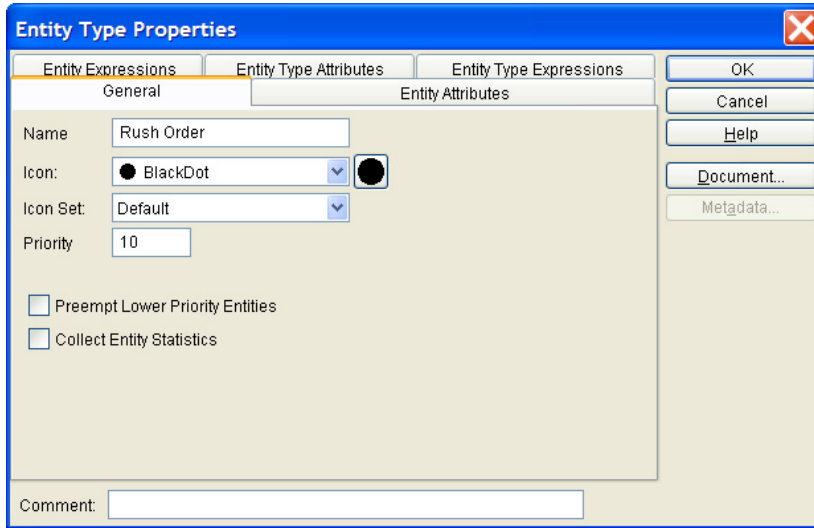 Entity Type Properties
Entity Expressions Entity Type Attributes Entity Type Expressions
General Entity Attributes
Name Rush Order
Icon: BlackDot
Icon Set: Default
Priority 10
Preempt Lower Priority Entities
Collect Entity Statistics
Comment:
OK
Cancel
Help
Document...
Metadata...